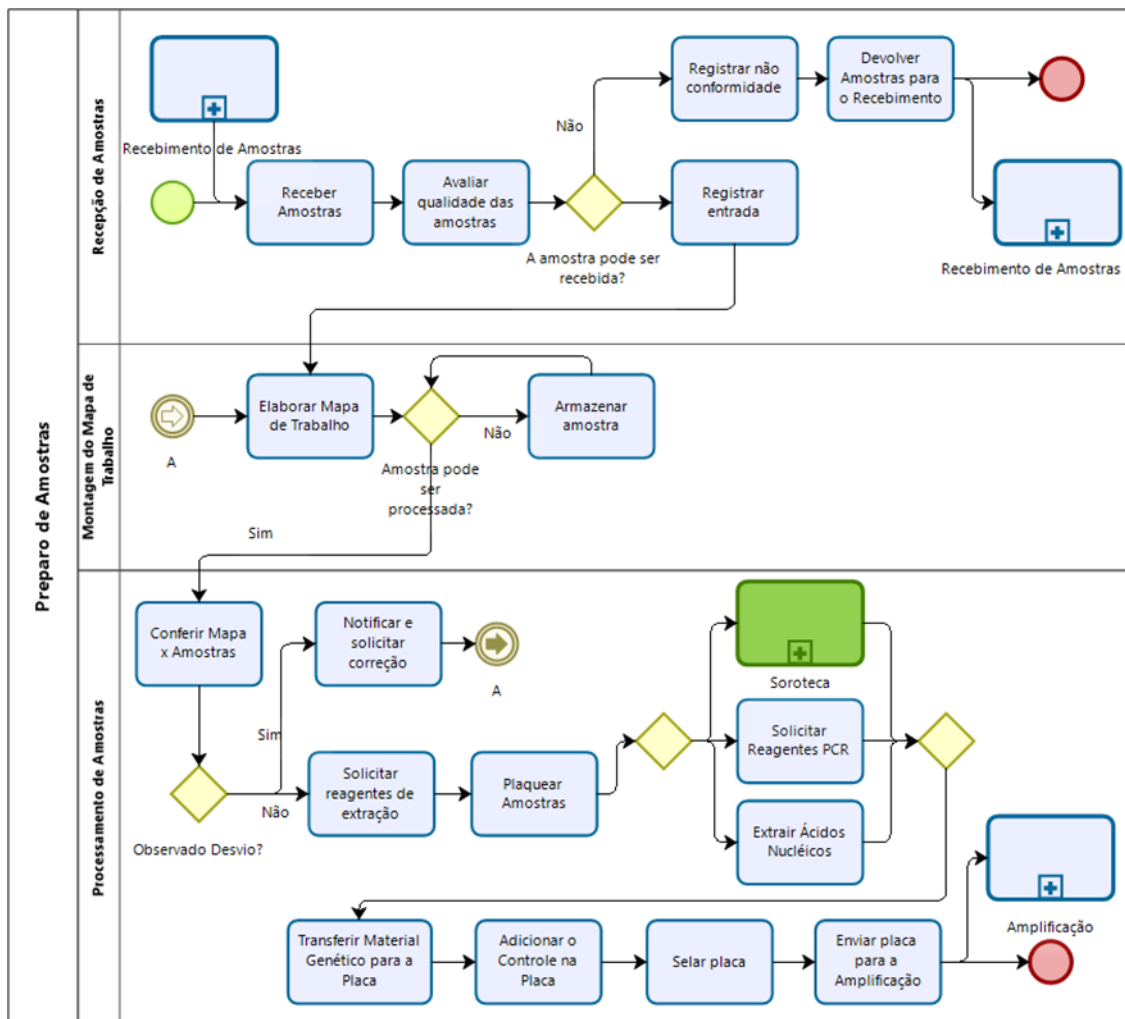 Preparo de Amostras
Recepção de Amostras
Recebimento de Amostras
Receber
Amostras
Avaliar
qualidade das
amostras
Não
A amostra pode ser
recebida?
Registrar não
conformidade
Devolver
Amostras para
o Recebimento
Registrar
entrada
Recebimento de Amostras
Montagem do Mapa de
Trabalho
A
Elaborar Mapa
de Trabalho
Não
Amostra pode
ser
processada?
Armazenar
amostra
Sim
Processamento de Amostras
Conferir Mapa
x Amostras
Notificar e
solicitar
correção
A
Sim
Observado Desvio?
Não
Solicitar
reagentes de
extração
Plaquear
Amostras
Soroteca
Solicitar
Reagentes PCR
Extrair Ácidos
Nucléicos
Transferir Material
Genético para a
Placa
Adicionar o
Controle na
Placa
Selar placa
Enviar placa
para a
Amplificação
Amplificação